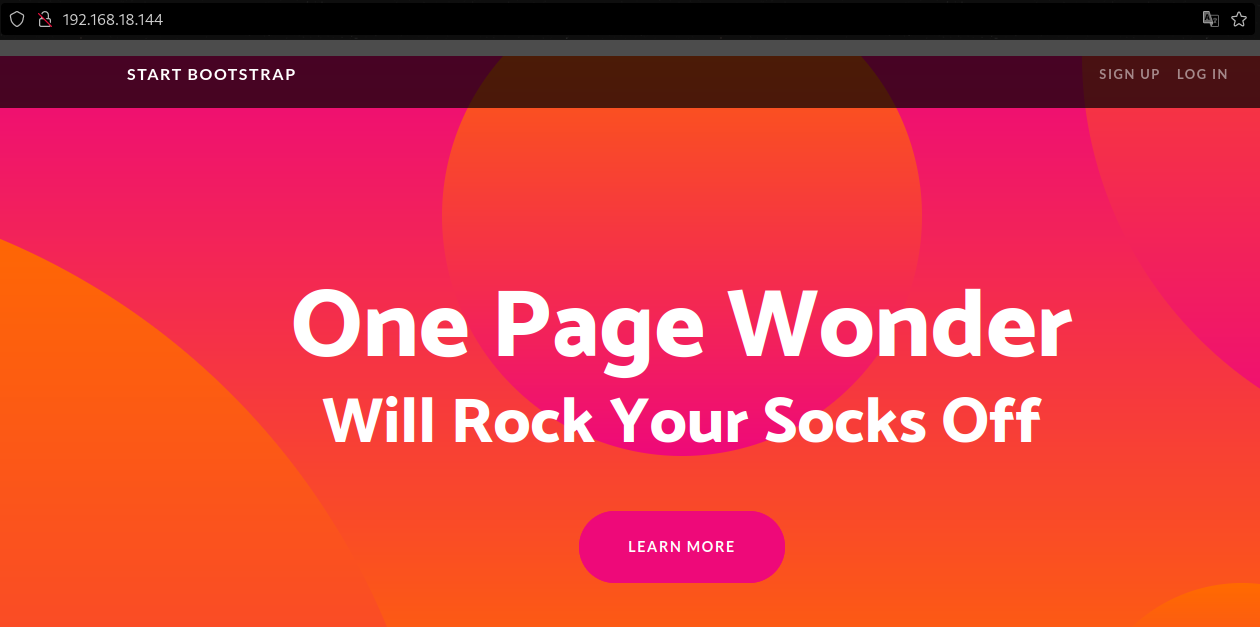 192.168.18.144
START BOOTSTRAP
SIGN UP LOG IN
One Page Wonder
Will Rock Your Socks Off
LEARN MORE